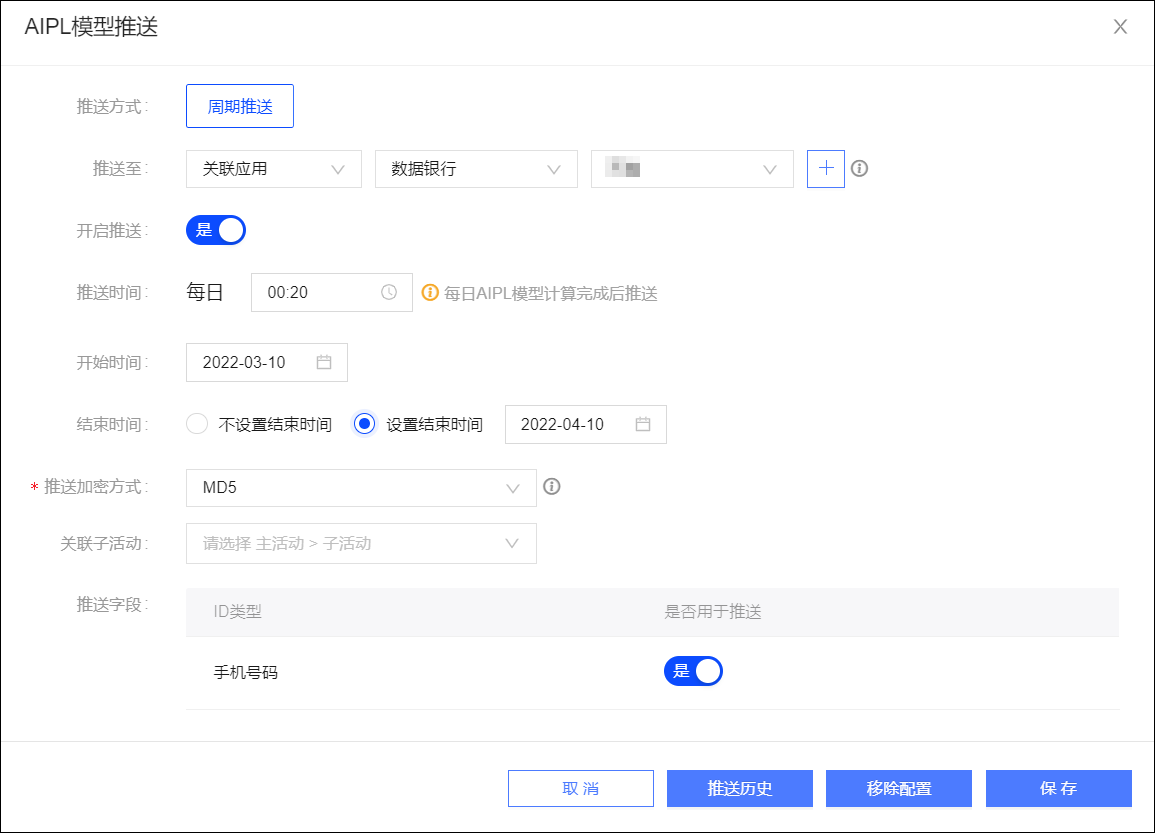 AIPL模型推送
推送方式: 周期推送
推送至: 关联应用 数据银行
开启推送: 是
推送时间: 每日 00:20 每日AIPL模型计算完成后推送
开始时间: 2022-03-10
结束时间: 不设置结束时间 设置结束时间 2022-04-10
* 推送加密方式: MD5
关联子活动: 请选择 主活动 > 子活动
推送字段: ID类型 是否用于推送
手机号码 是
取 消 推送历史 移除配置 保 存